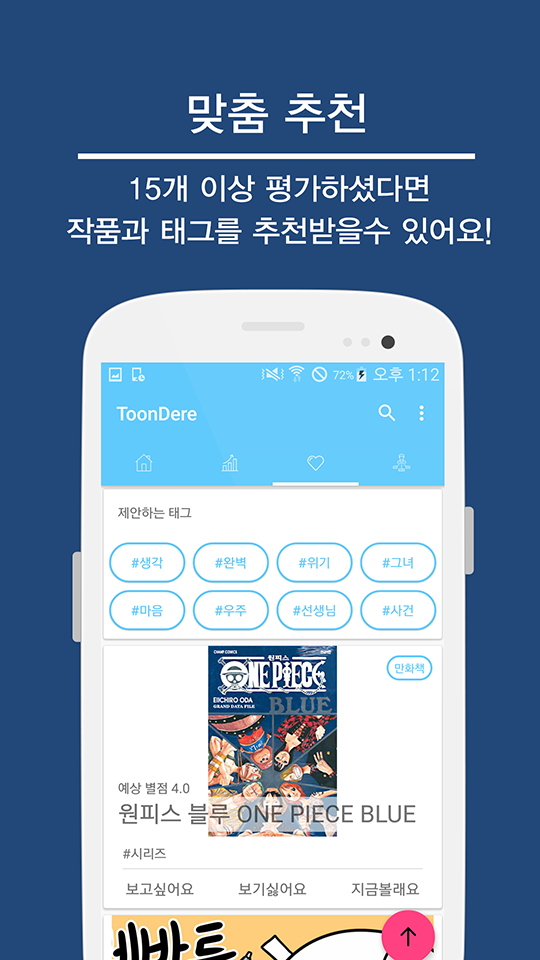 맞춤 추천
15개 이상 평가하셨다면
작품과 태그를 추천받을수 있어요!
72% 오후 1:12
ToonDere
제안하는 태그
#생각 #완벽 #위기 #그녀
#마음 #우주 #선생님 #사건
CHAMP COMICS
원피스
만화책
ONE PIECE
EIICHIRO ODA
GRAND DATA FILE
BLUE
예상 별점 4.0
원피스 블루 ONE PIECE BLUE
#시리즈
보고싶어요 보기싫어요 지금볼래요